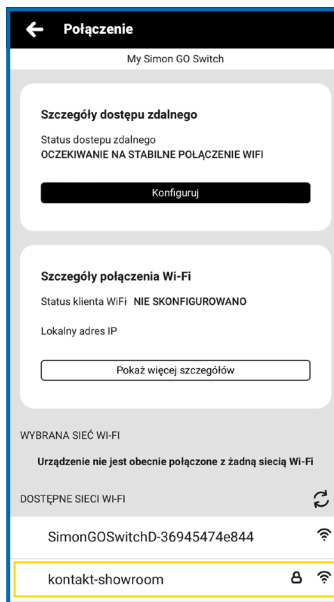 Połączenie
My Simon GO Switch
Szczegóły dostępu zdalnego
Status dostepu zdalnego
OCZEKIWANIE NA STABILNE POŁĄCZENIE WIFI
Konfiguruj
Szczegóły połączenia Wi-Fi
Status klienta WiFi NIE SKONFIGUROWANO
Lokalny adres IP
Pokaż więcej szczegółów
WYBRANA SIEĆ WI-FI
Urządzenie nie jest obecnie połączone z żadną siecią Wi-Fi
DOSTĘPNE SIECI WI-FI
SimonGOSwitchD-36945474e844
kontakt-showroom